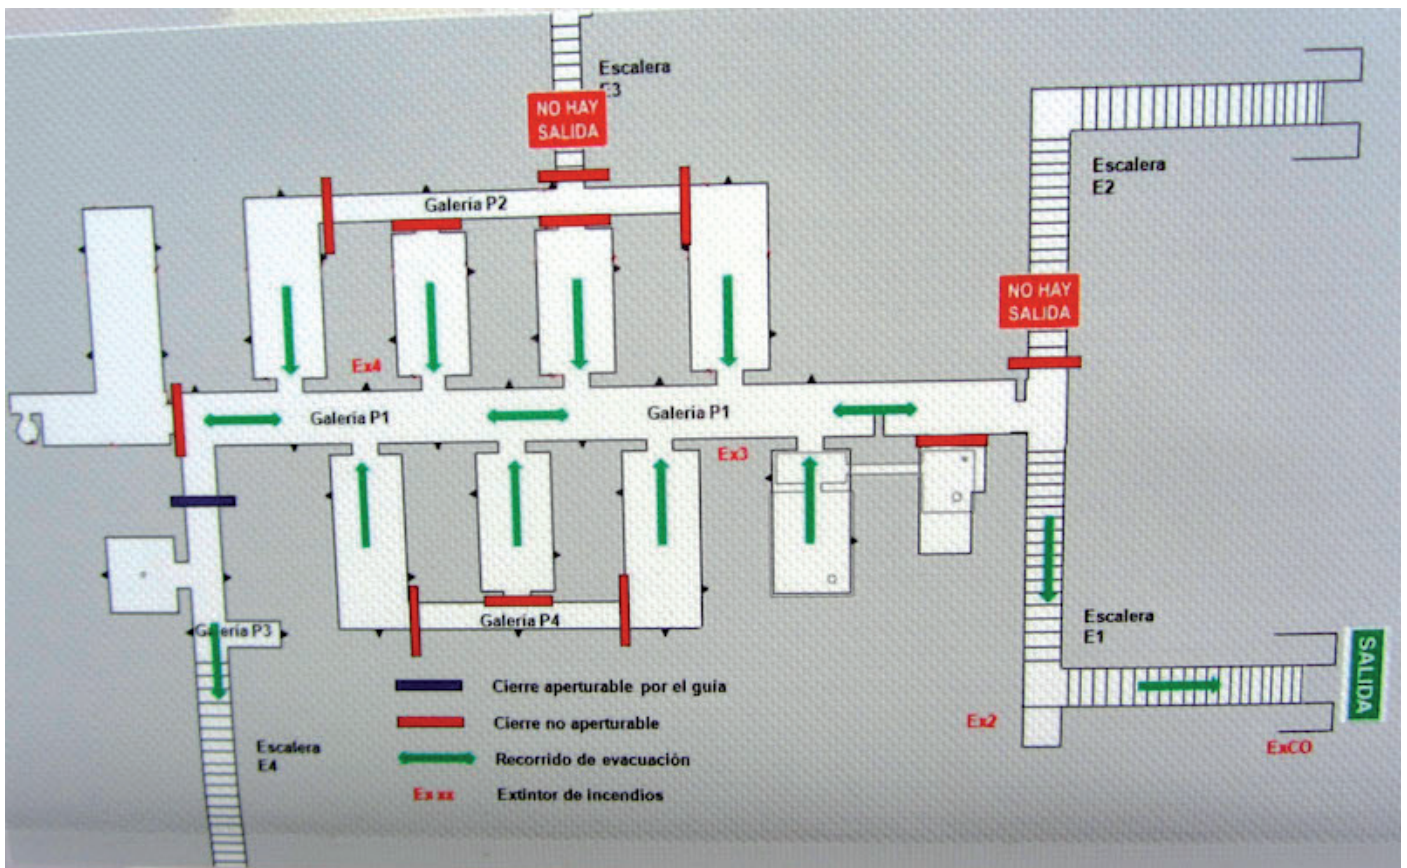 Escalera
E3
NO HAY
SALIDA
Escalera
E2
Galería P2
NO HAY
SALIDA
Ex4
Galería P1
Galería P1
Ex3
Galería P3
Galería P4
Escalera
E1
SALIDA
Cierre aperturable por el guía
Cierre no aperturable
Ex2
Escalera
E4
Recorrido de evacuación
ExCO
Ex xx
Extintor de incendios